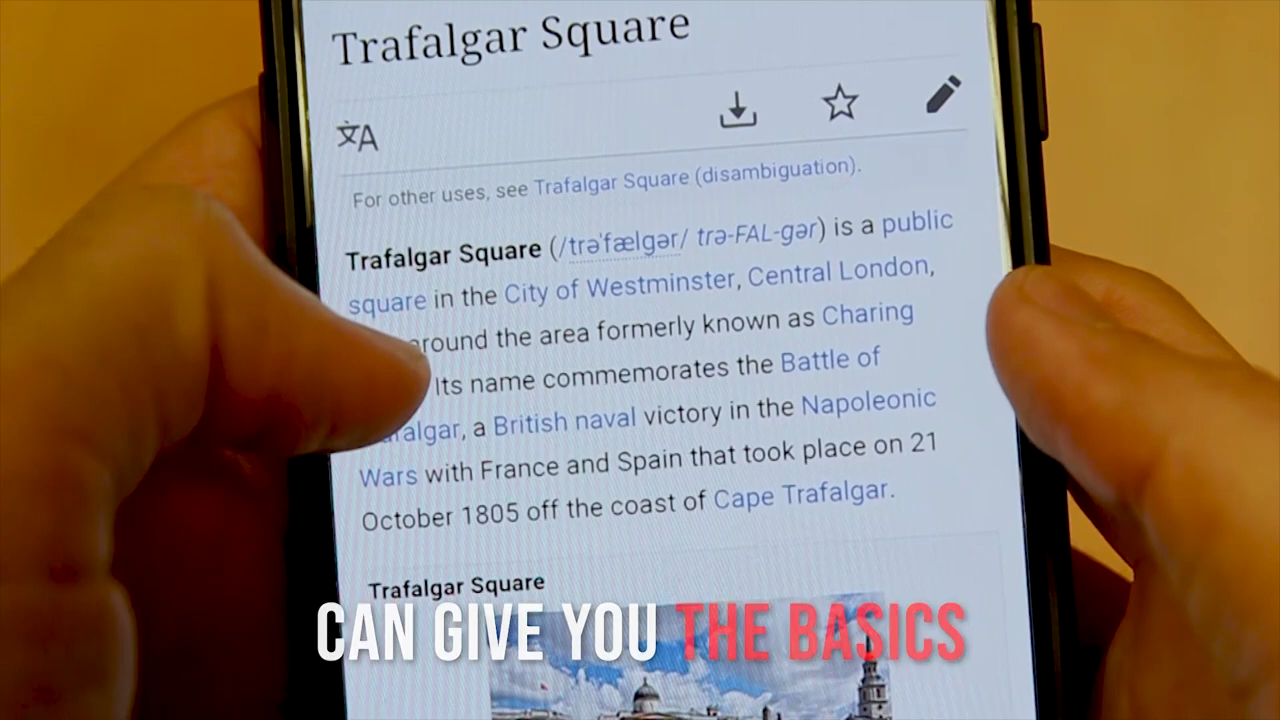 Trafalgar Square
文A
For other uses, see Trafalgar Square (disambiguation).
Trafalgar Square (/trəˈfælɡər/ trə-FAL-gər) is a public
square in the City of Westminster, Central London,
around the area formerly known as Charing
Its name commemorates the Battle of
a British naval victory in the Napoleonic
Wars with France and Spain that took place on 21
October 1805 off the coast of Cape Trafalgar.
Trafalgar Square
CAN GIVE YOU THE BASICS